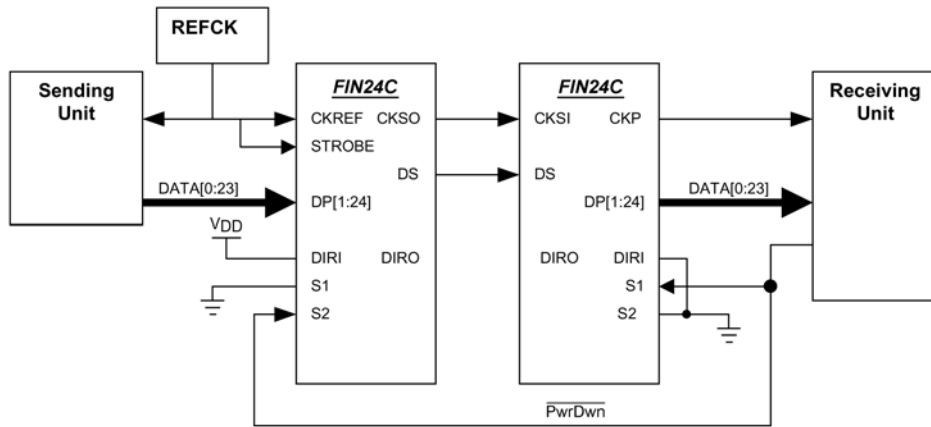 REFCK
Sending
Unit
FIN24C
FIN24C
Receiving
Unit
CKREF CKSO
CKSI CKP
STROBE
DS
DS
DATA[0:23]
DP[1:24]
DP[1:24]
DATA[0:23]
VDD
DIRI DIRO
DIRO DIRI
S1
S1
S2
S2
PwrDwn